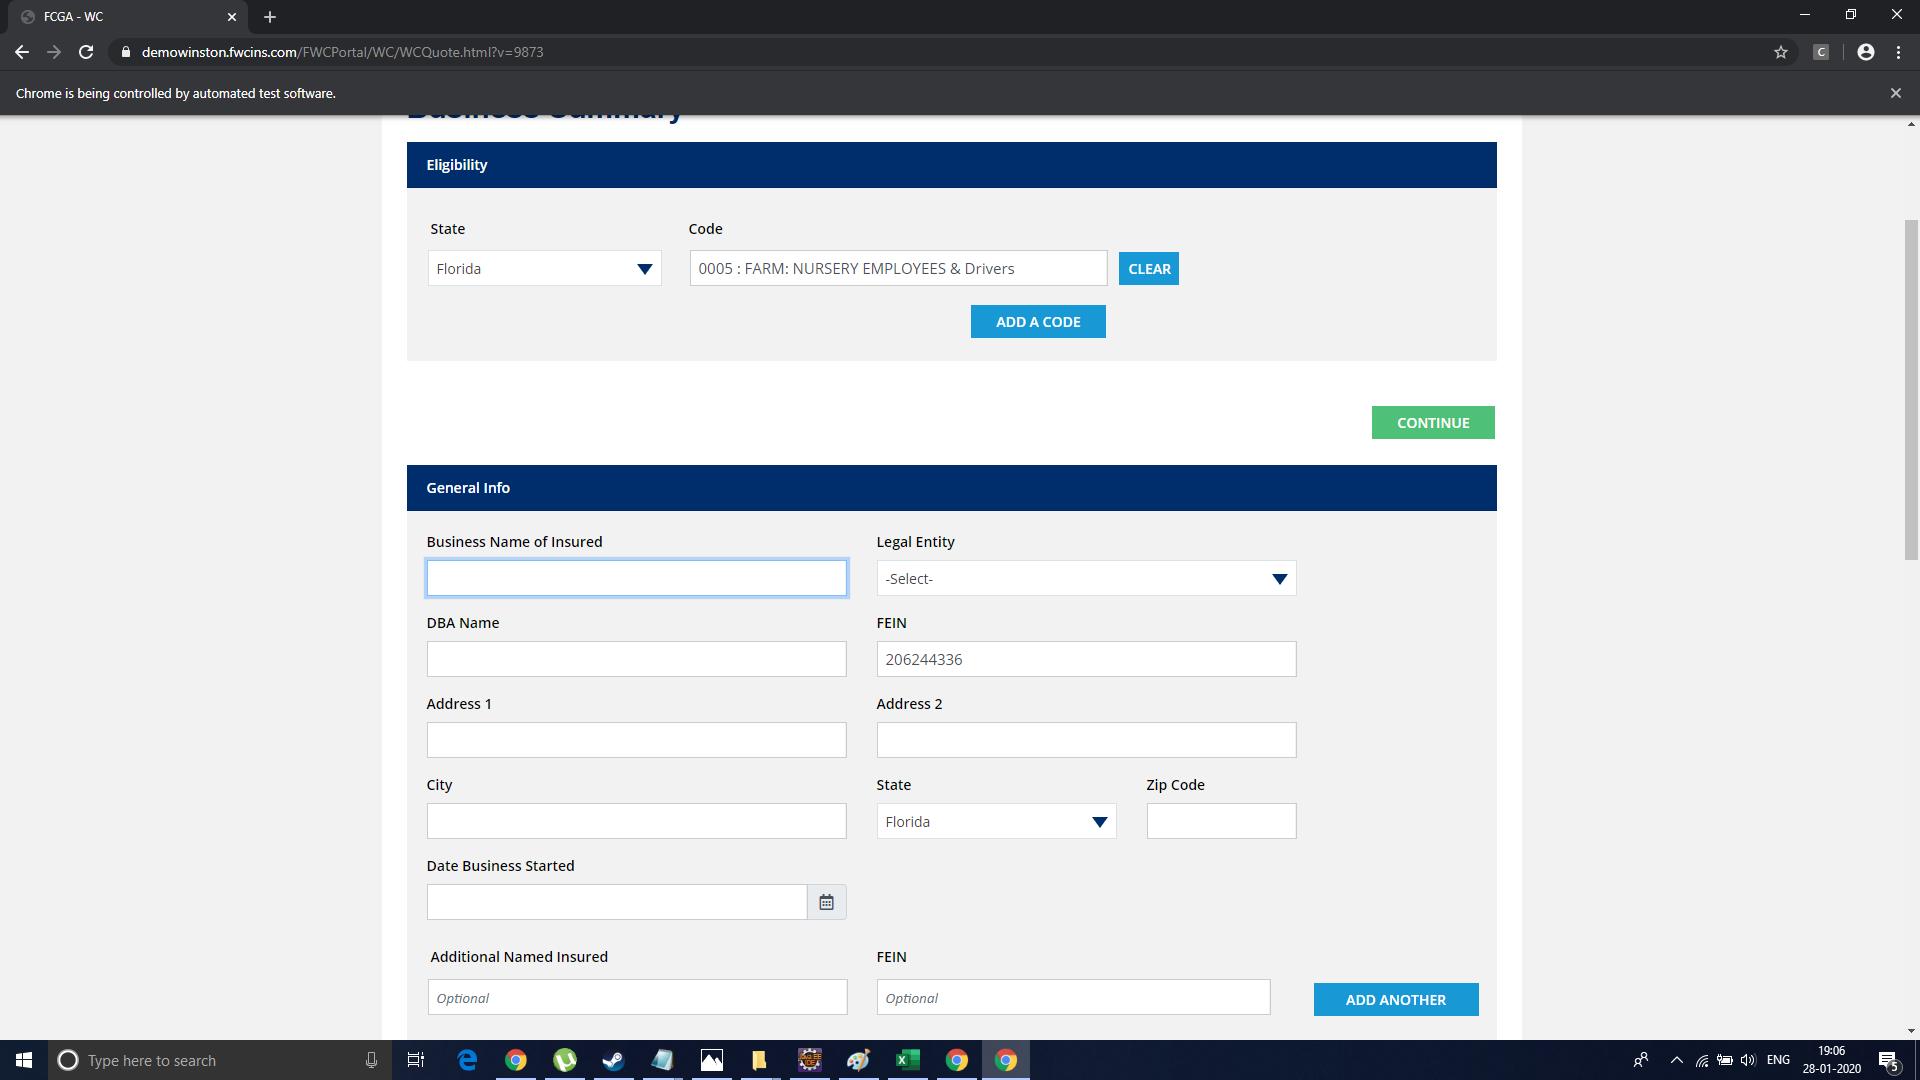 FCGA - WC
demowinston.fwcins.com/FWCPortal/WC/WCQuote.html?v=9873
C
Chrome is being controlled by automated test software.
Business Summary
Eligibility
State Code
Florida 0005 : FARM: NURSERY EMPLOYEES & Drivers CLEAR
ADD A CODE
CONTINUE
General Info
Business Name of Insured Legal Entity
-Select-
DBA Name FEIN
206244336
Address 1 Address 2
City State Zip Code
Florida
Date Business Started
Additional Named Insured FEIN
Optional Optional ADD ANOTHER
Type here to search ENG 19:06
28-01-2020 5